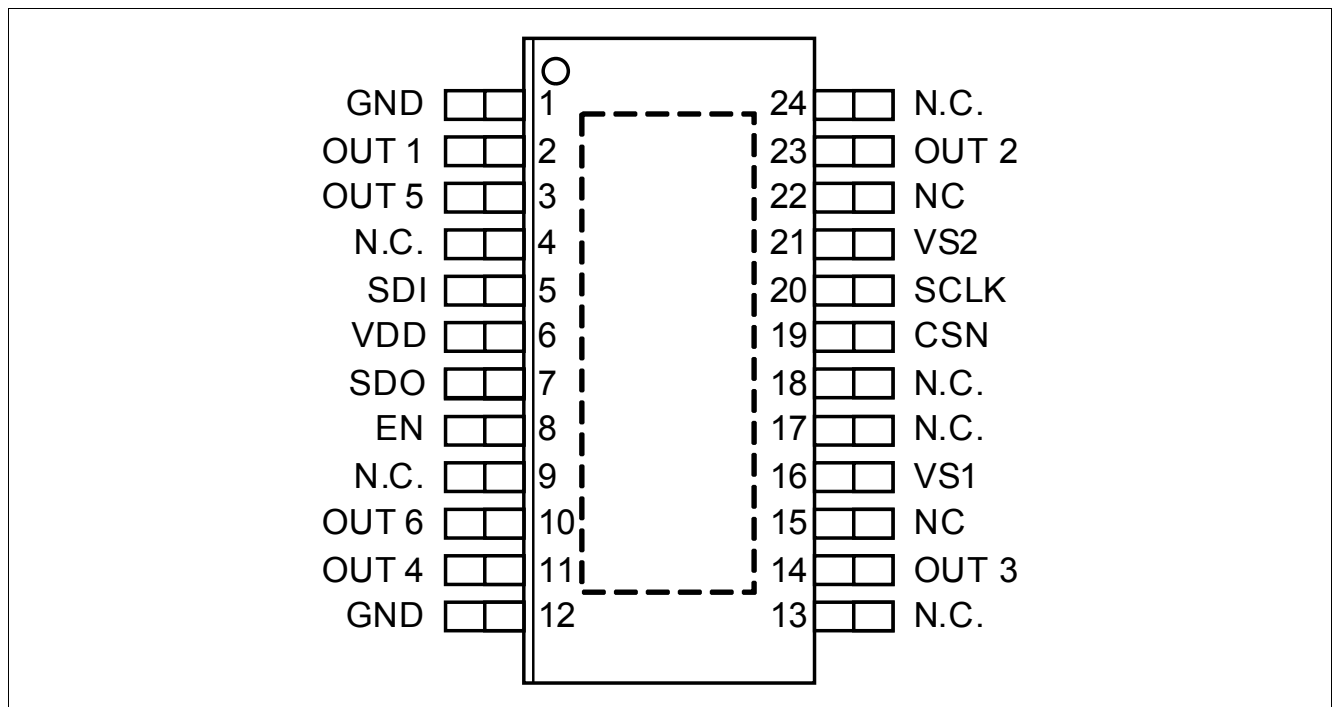 GND 1 24 N.C.
OUT 1 2 23 OUT 2
OUT 5 3 22 NC
N.C. 4 21 VS2
SDI 5 20 SCLK
VDD 6 19 CSN
SDO 7 18 N.C.
EN 8 17 N.C.
N.C. 9 16 VS1
OUT 6 10 15 NC
OUT 4 11 14 OUT 3
GND 12 13 N.C.